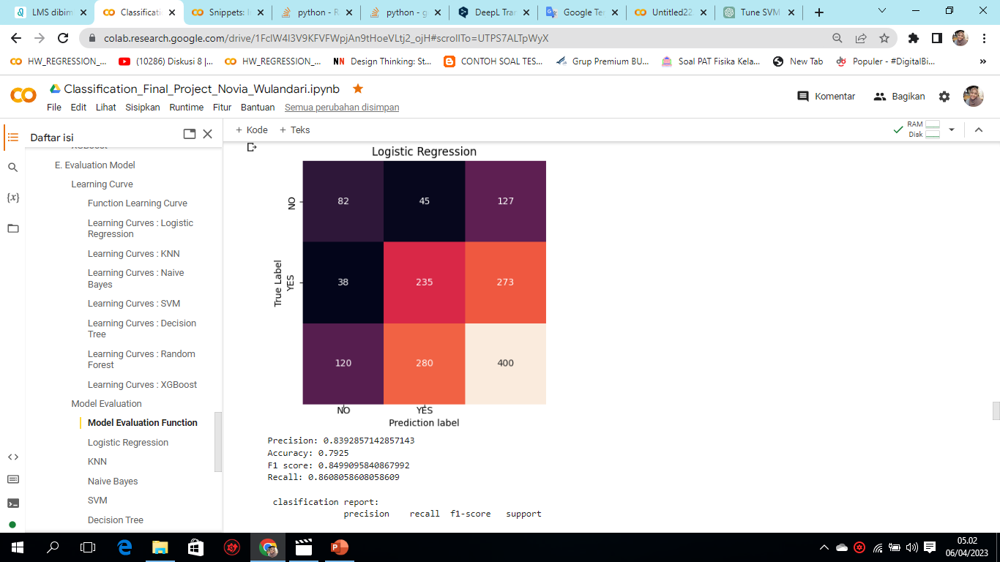 LMS dibim
Classificati
Snippets: I
python - R
python - g
DeepL Tran
Google Ter
Untitled22.
Tune SVM
colab.research.google.com/drive/1FcIW4I3V9KFVFWpjAn9tHoeVLtj2_ojH#scrollTo=UTPS7ALTpWyX
HW_REGRESSION_...
(10286) Diskusi 8 |...
HW_REGRESSION_...
NN Design Thinking: St...
CONTOH SOAL TES...
Grup Premium BU...
Soal PAT Fisika Kela...
New Tab
Populer - #DigitalBi...
»
Classification_Final_Project_Novia_Wulandari.ipynb
Komentar
Bagikan
File Edit Lihat Sisipkan Runtime Fitur Bantuan Semua perubahan disimpan
Daftar isi
+ Kode + Teks
RAM
Disk
XGBoost
E. Evaluation Model
Learning Curve
Function Learning Curve
Learning Curves : Logistic
Regression
Learning Curves : KNN
Learning Curves : Naive
Bayes
Learning Curves : SVM
Learning Curves : Decision
Tree
Learning Curves : Random
Forest
Learning Curves : XGBoost
Model Evaluation
Model Evaluation Function
Logistic Regression
KNN
Naive Bayes
SVM
Decision Tree
{x}
Logistic Regression
NO
82 45 127
True Label
YES
38 235 273
120 280 400
NO YES
Prediction label
Precision: 0.8392857142857143
Accuracy: 0.7925
F1 score: 0.8499095840867992
Recall: 0.8608058608058609
clasification report:
precision recall f1-score support
05.02
06/04/2023